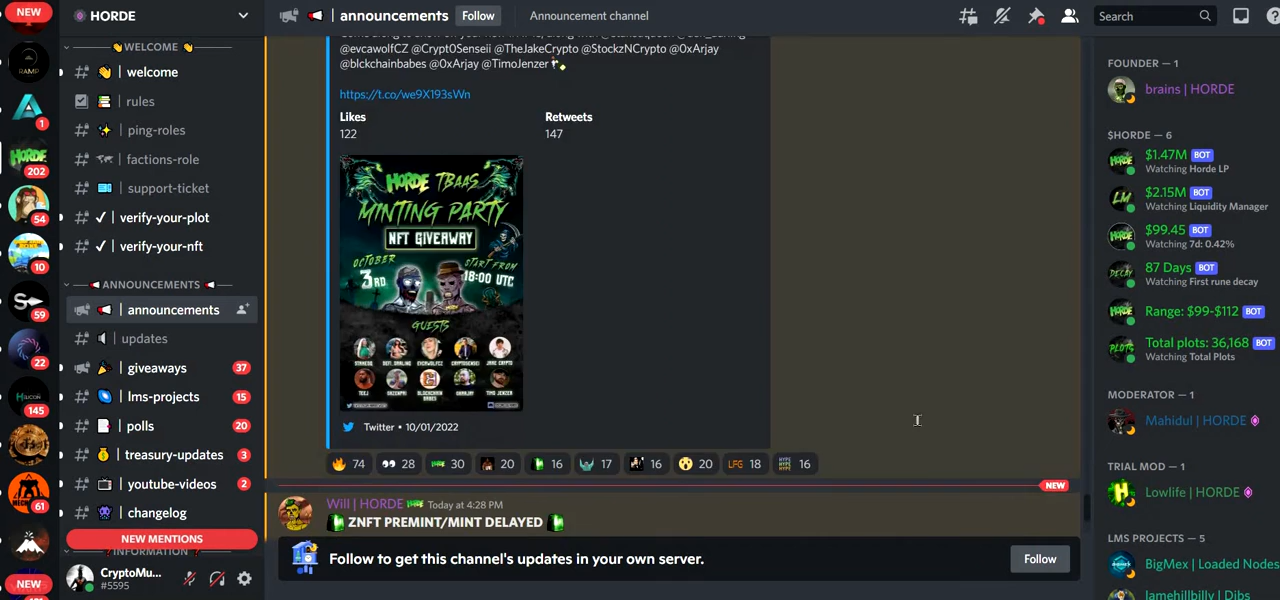 NEW
HORDE
announcements
Follow
Announcement channel
Search
WELCOME
welcome
rules
ping-roles
factions-role
support-ticket
verify-your-plot
verify-your-nft
ANNOUNCEMENTS
announcements
updates
giveaways 37
lms-projects 15
polls 20
treasury-updates 3
youtube-videos 2
changelog
NEW MENTIONS
INFORMATION
CryptoMu...
#5595
RAMP
1
HORDE
202
54
10
59
22
145
61
NEW
@evcawolfCZ @Crypt0Senseii @TheJakeCrypto @StockzNCrypto @0xArjay
@blckchainbabes @0xArjay @TimoJenzer
https://t.co/we9X193sWn
Likes
122
Retweets
147
HORDE TBAAS
MINTING PARTY
NFT GIVEAWAY
OCTOBER
3RD
START FROM
18:00 UTC
GUESTS
Twitter • 10/01/2022
74 28 30 20 16 17 16 20 LFG 18 HYPE 16
NEW
Will | HORDE Today at 4:28 PM
ZNFT PREMINT/MINT DELAYED
Follow to get this channel's updates in your own server.
Follow
FOUNDER — 1
brains | HORDE
$HORDE — 6
$1.47M BOT
Watching Horde LP
$2.15M BOT
Watching Liquidity Manager
$99.45 BOT
Watching 7d: 0.42%
87 Days BOT
Watching First rune decay
Range: $99-$112 BOT
Total plots: 36,168 BOT
Watching Total Plots
MODERATOR — 1
Mahidul | HORDE
TRIAL MOD — 1
Lowlife | HORDE
LMS PROJECTS — 5
BigMex | Loaded Nodes
lamehillbilly | Dibs